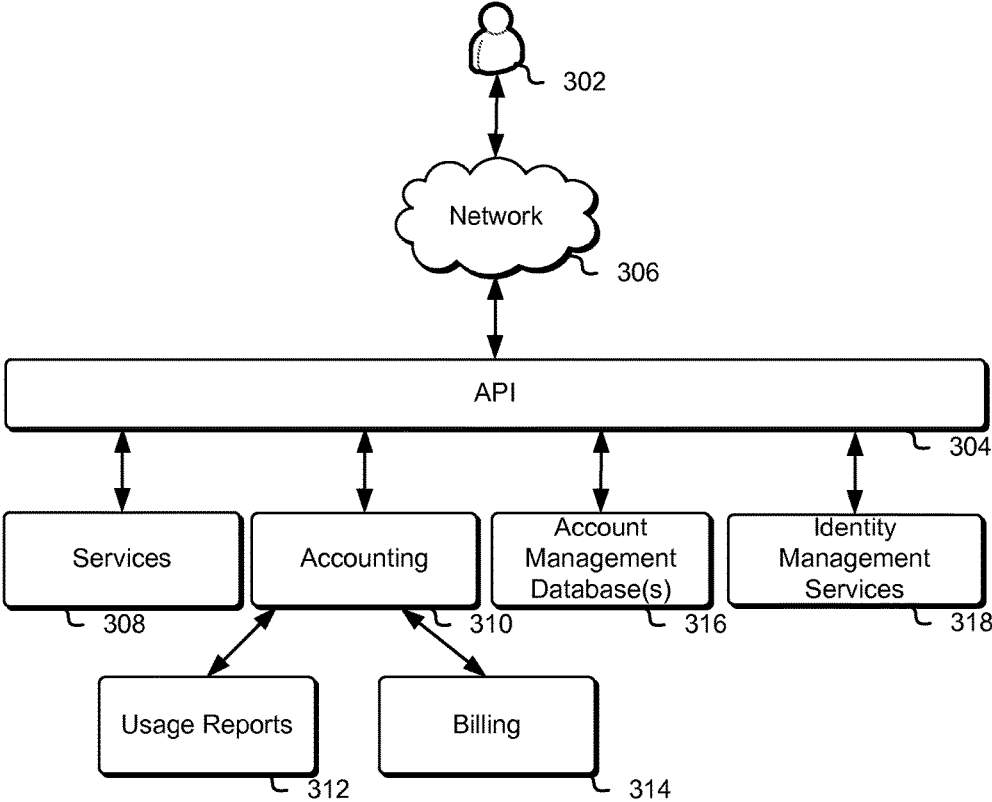 302
Network
306
API
304
Services
Accounting
Account
Management
Database(s)
Identity
Management
Services
308
310
316
318
Usage Reports
Billing
312
314